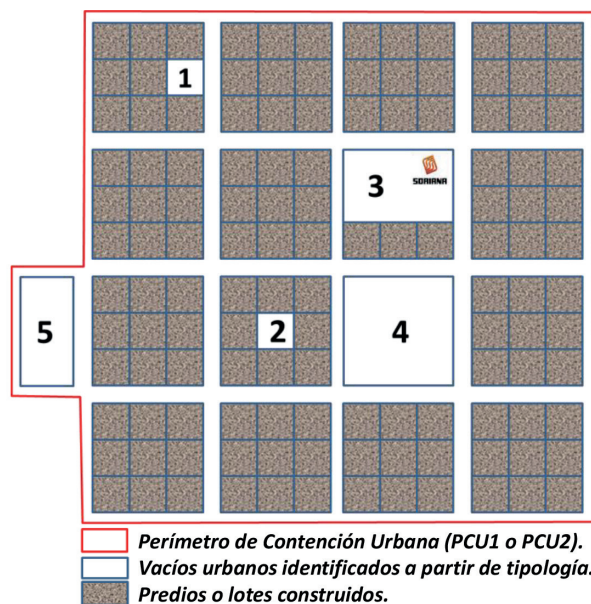 1
3
SORIANA
5
2
4
Perímetro de Contención Urbana (PCU1 o PCU2).
Vacíos urbanos identificados a partir de tipología.
Predios o lotes construidos.